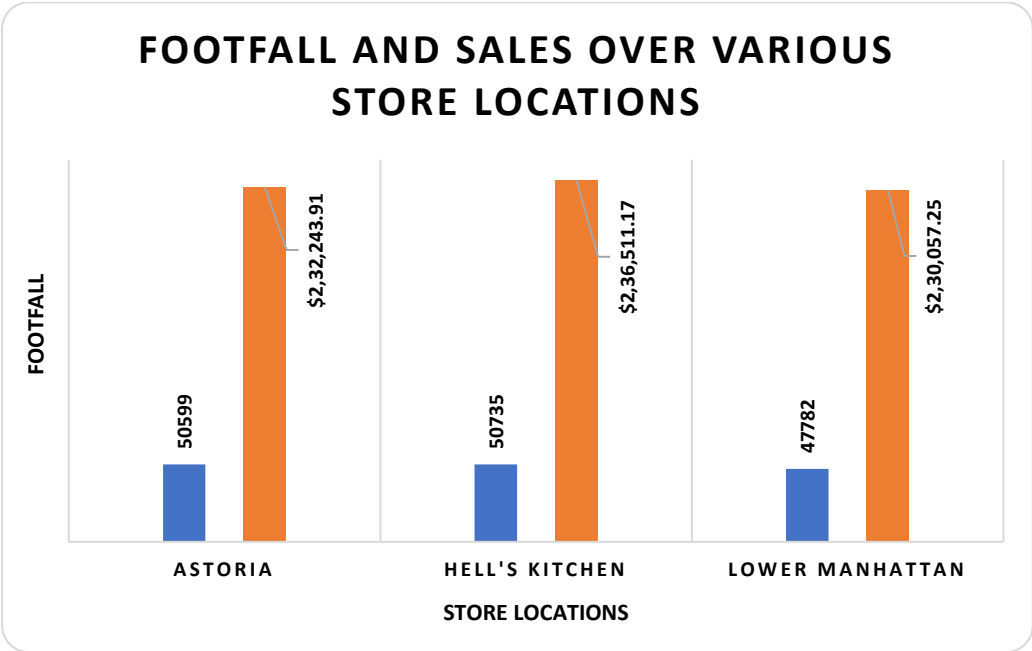 FOOTFALL AND SALES OVER VARIOUS
STORE LOCATIONS
FOOTFALL
50599
$2,32,243.91
50735
$2,36,511.17
47782
$2,30,057.25
ASTORIA
HELL'S KITCHEN
LOWER MANHATTAN
STORE LOCATIONS